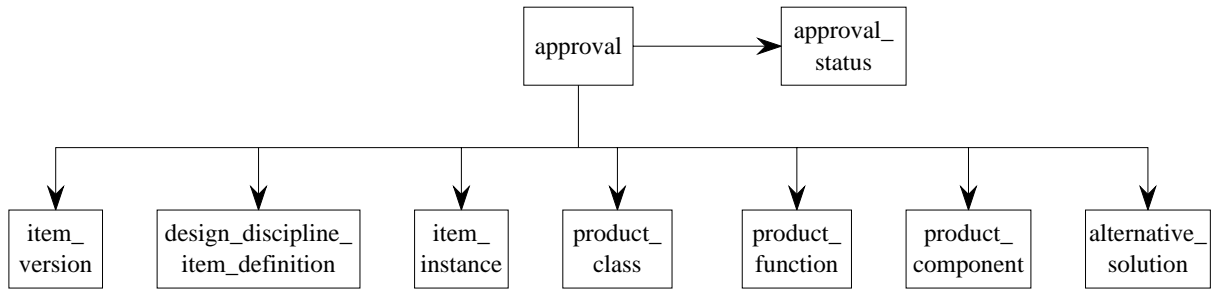 approval
approval_
status
item_
version
design_discipline_
item_definition
item_
instance
product_
class
product_
function
product_
component
alternative_
solution